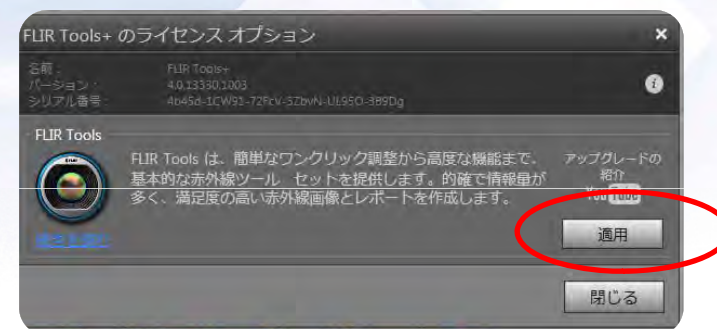 FLIR Tools+ のライセンス オプション
名前 : FLIR Tools+
バージョン : 4.0.13330.1003
シリアル番号 :
FLIR Tools
FLIR Tools は、簡単なワンクリック調整から高度な機能まで、
基本的な赤外線ツール セットを提供します。的確で情報量が
多く、満足度の高い赤外線画像とレポートを作成します。
アップグレードの
紹介
You Tube
適用
閉じる